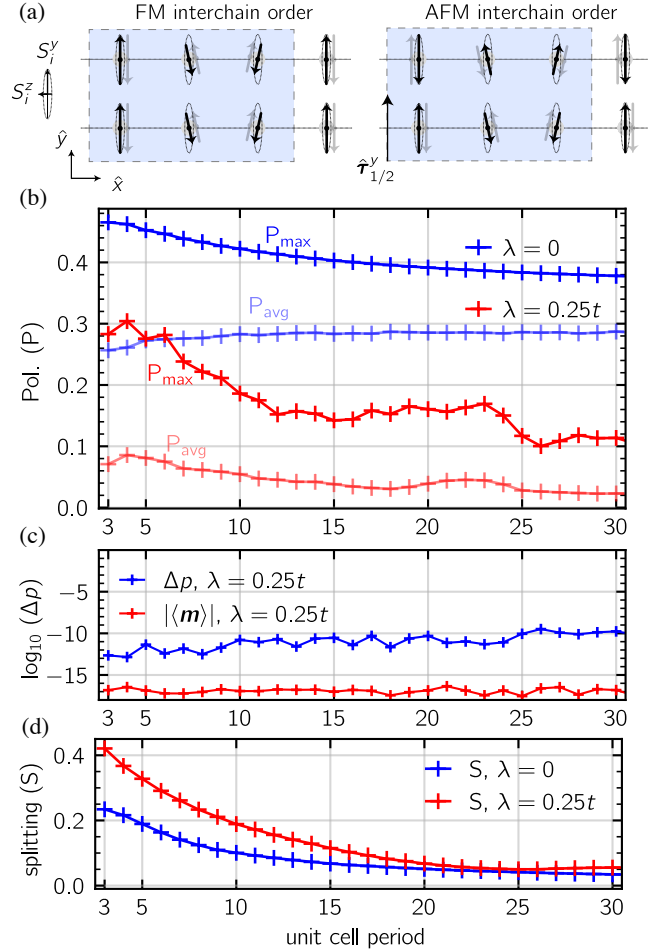 (a)
FM interchain order
AFM interchain order
S_i^y
S_i^z
ŷ
x̂
τ̂_{1/2}^y
(b)
P_max
λ = 0
P_avg
λ = 0.25t
P_max
P_avg
Pol. (P)
0.4
0.3
0.2
0.1
0.0
3 5 10 15 20 25 30
(c)
Δp, λ = 0.25t
|⟨m⟩|, λ = 0.25t
log₁₀ (Δp)
−5
−10
−15
3 5 10 15 20 25 30
(d)
S, λ = 0
S, λ = 0.25t
splitting (S)
0.4
0.2
0.0
3 5 10 15 20 25 30
unit cell period